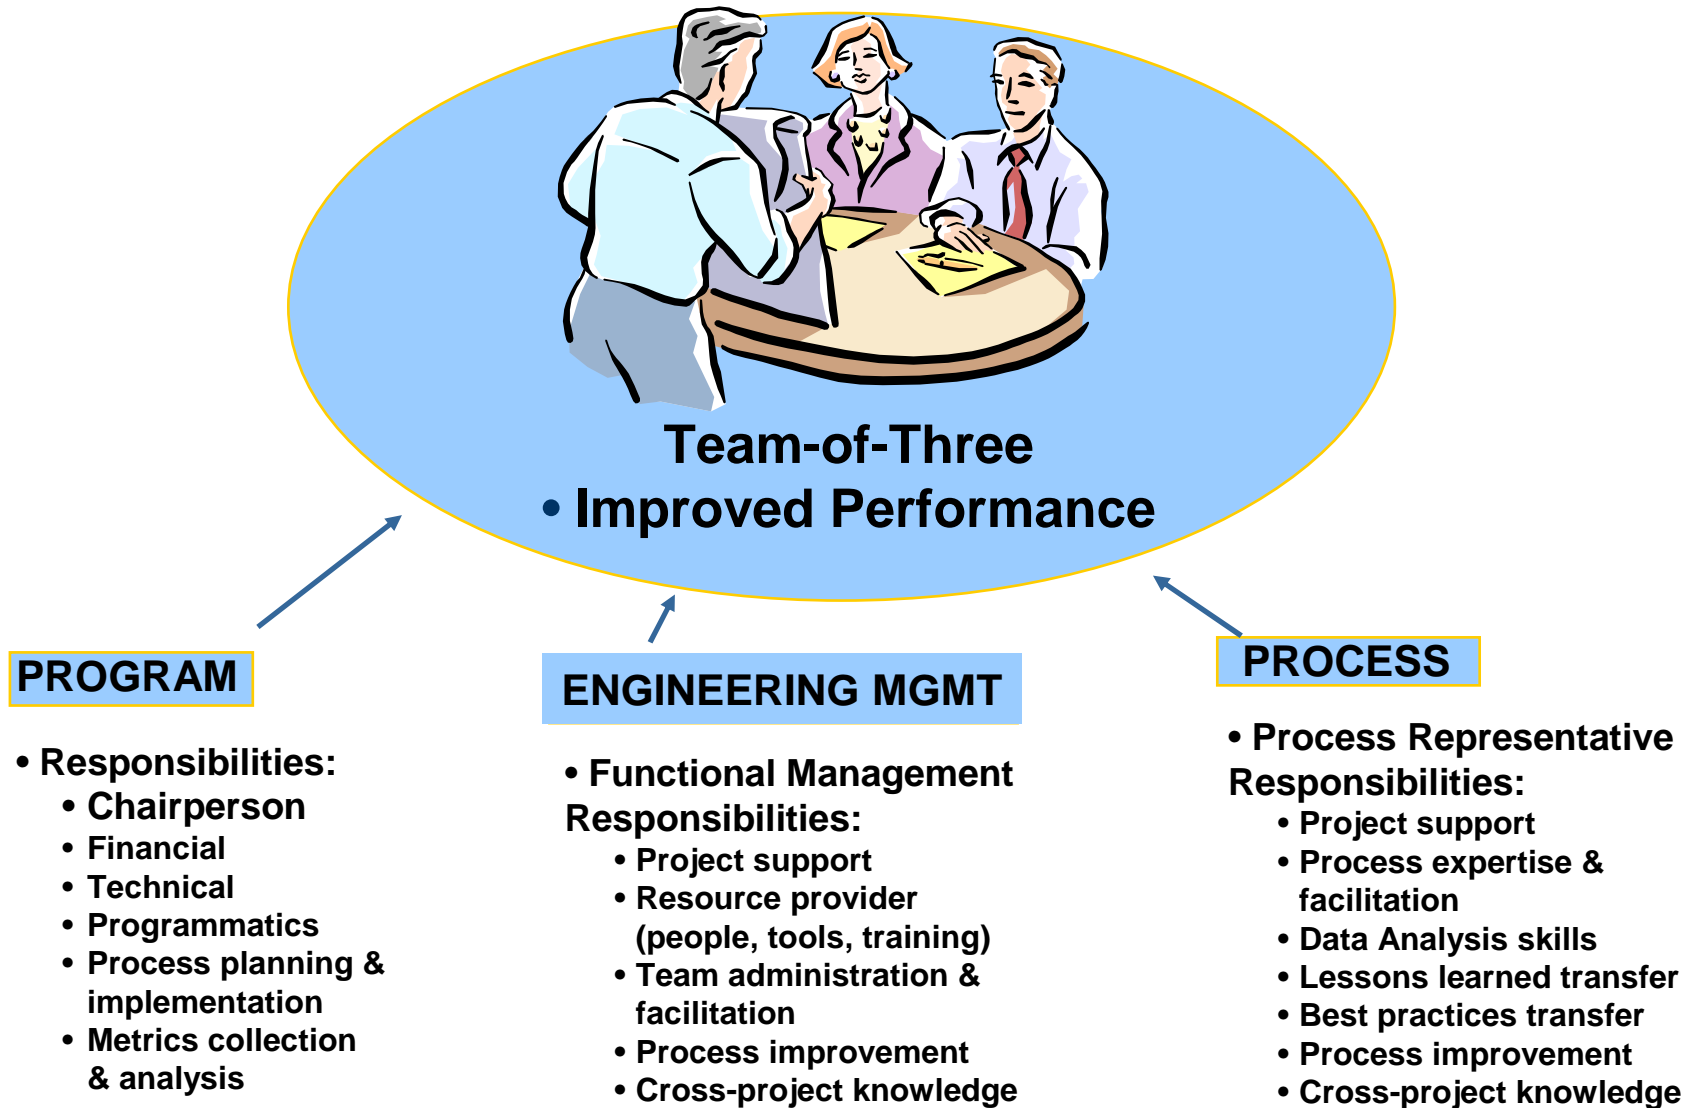 Team-of-Three
• Improved Performance
PROGRAM
• Responsibilities:
• Chairperson
• Financial
• Technical
• Programmatics
• Process planning &
implementation
• Metrics collection
& analysis
ENGINEERING MGMT
• Functional Management
Responsibilities:
• Project support
• Resource provider
(people, tools, training)
• Team administration &
facilitation
• Process improvement
• Cross-project knowledge
PROCESS
• Process Representative
Responsibilities:
• Project support
• Process expertise &
facilitation
• Data Analysis skills
• Lessons learned transfer
• Best practices transfer
• Process improvement
• Cross-project knowledge